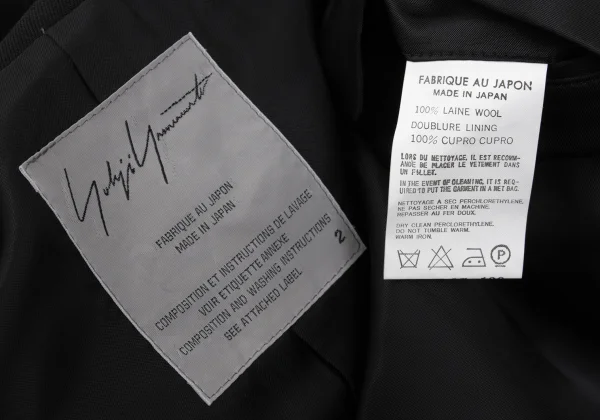 Yohji Yamamoto
FABRIQUE AU JAPON
MADE IN JAPAN
COMPOSITION ET INSTRUCTIONS DE LAVAGE
VOIR ETIQUETTE ANNEXE
COMPOSITION AND WASHING INSTRUCTIONS
SEE ATTACHED LABEL
2
FABRIQUE AU JAPON
MADE IN JAPAN
100% LAINE WOOL
DOUBLURE LINING
100% CUPRO CUPRO
LORS DU NETTOYAGE, IL EST RECOMM-
ANDE DE PLACER LE VETEMENT DANS
UN FILLET.
IN THE EVENT OF CLEANING, IT IS REQ-
UIRED TO PUT THE GARMENT IN A NET BAG.
NETTOYAGE A SEC PERCHLORETHYLENE.
NE PAS SECHER EN MACHINE.
REPASSER AU FER DOUX.
DRY CLEAN PERCLORETHYLENE.
DO NOT TUMBLE WARM.
WARM IRON.
P